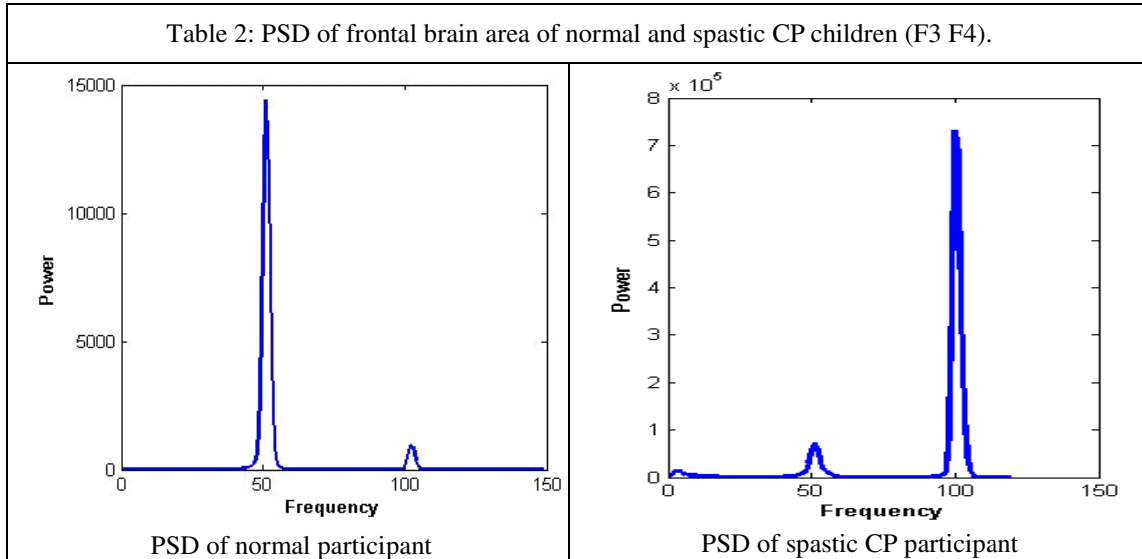 Table 2: PSD of frontal brain area of normal and spastic CP children (F3 F4).
15000
10000
5000
0
Power
0 50 100 150
Frequency
PSD of normal participant
× 10⁵
8
7
6
5
4
3
2
1
0
Power
0 50 100 150
Frequency
PSD of spastic CP participant